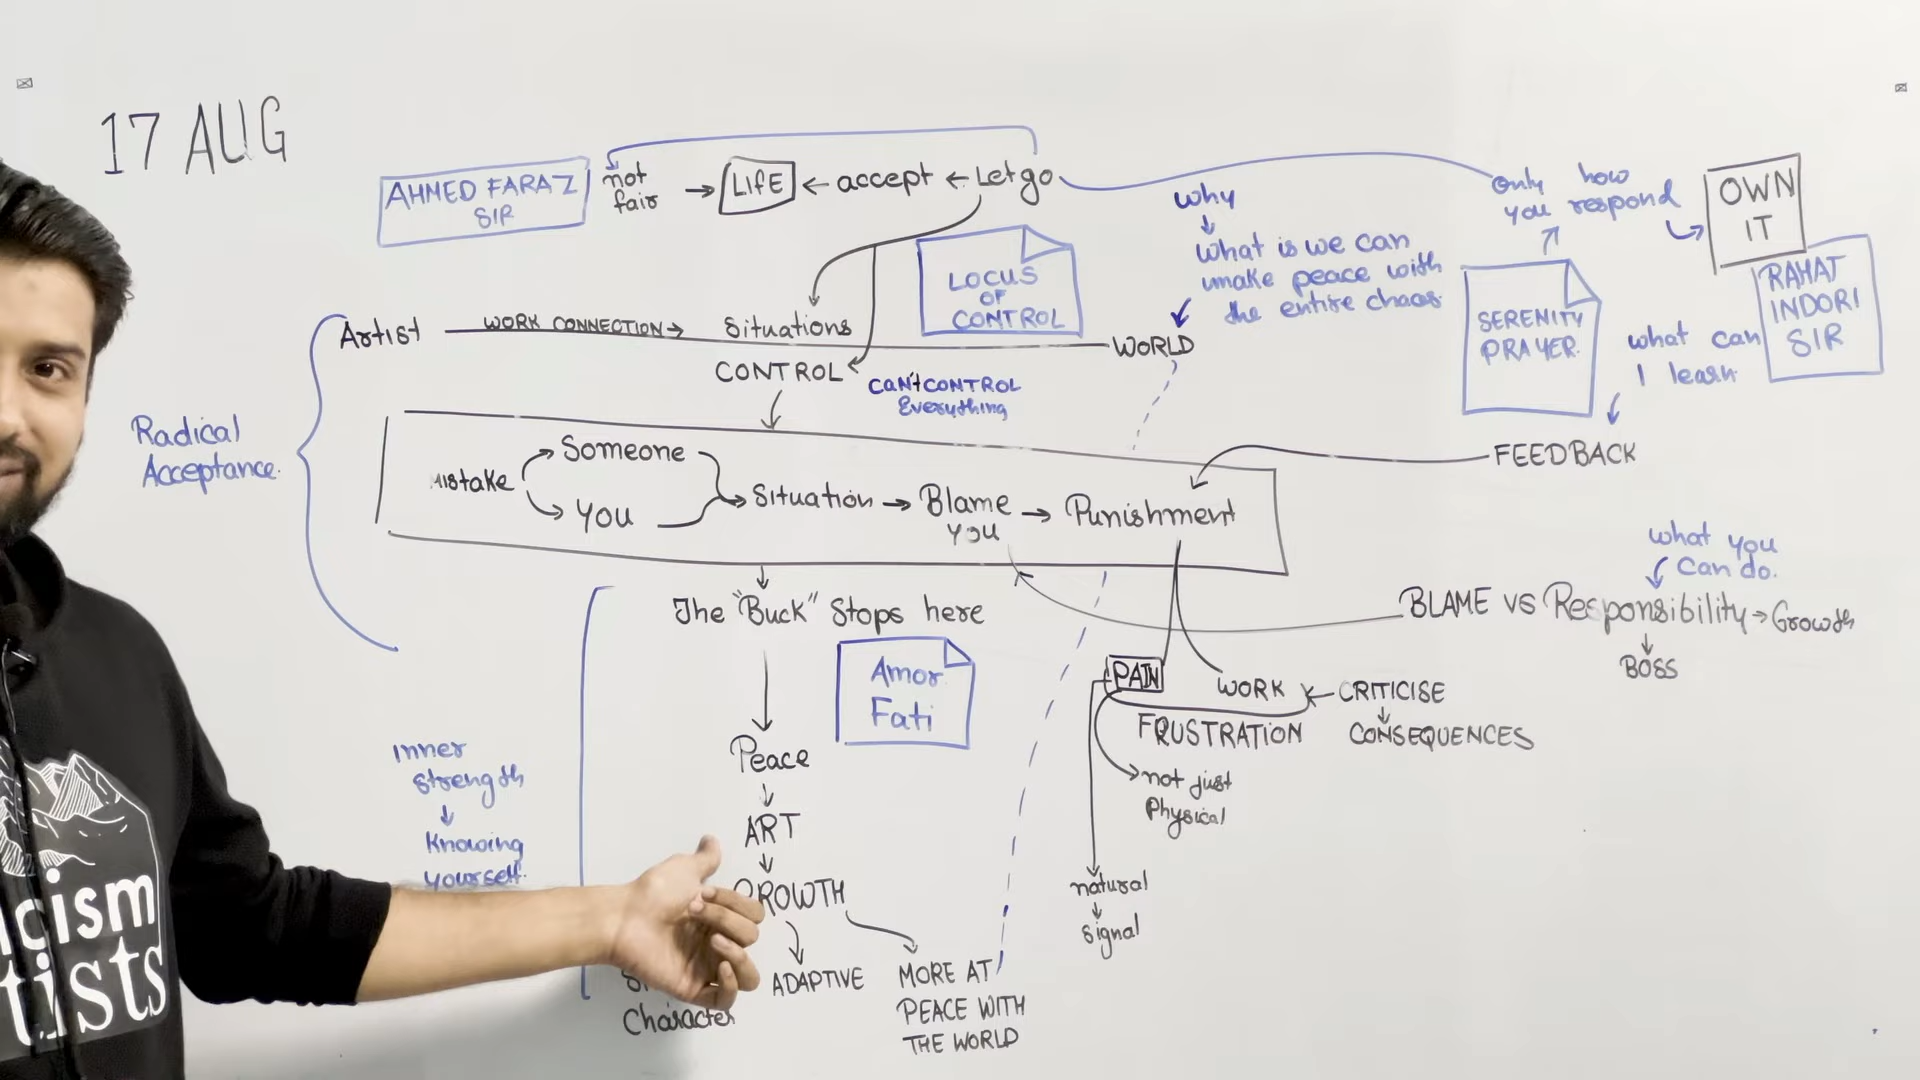 17 AUG
AHMED FARAZ
SIR
not
fair
LIFE
accept
Let go
why
what is we can
make peace with
the entire chaos
only how
you respond
OWN
IT
RAHAT
INDORI
SIR
LOCUS
OF
CONTROL
SERENITY
PRAYER.
what can
I learn
Artist
WORK CONNECTION
Situations
WORLD
CONTROL
CAN'T CONTROL
Everything
Radical
Acceptance.
FEEDBACK
Mistake
Someone
You
Situation
Blame
you
Punishment
what you
can do.
The "Buck" Stops here
BLAME VS Responsibility
Growth
BOSS
Amor
Fati
PAIN
WORK
CRITICISE
FRUSTRATION
CONSEQUENCES
not just
Physical
Inner
strength
Knowing
yourself.
Peace
ART
GROWTH
natural
signal
Character
ADAPTIVE
MORE AT
PEACE WITH
THE WORLD